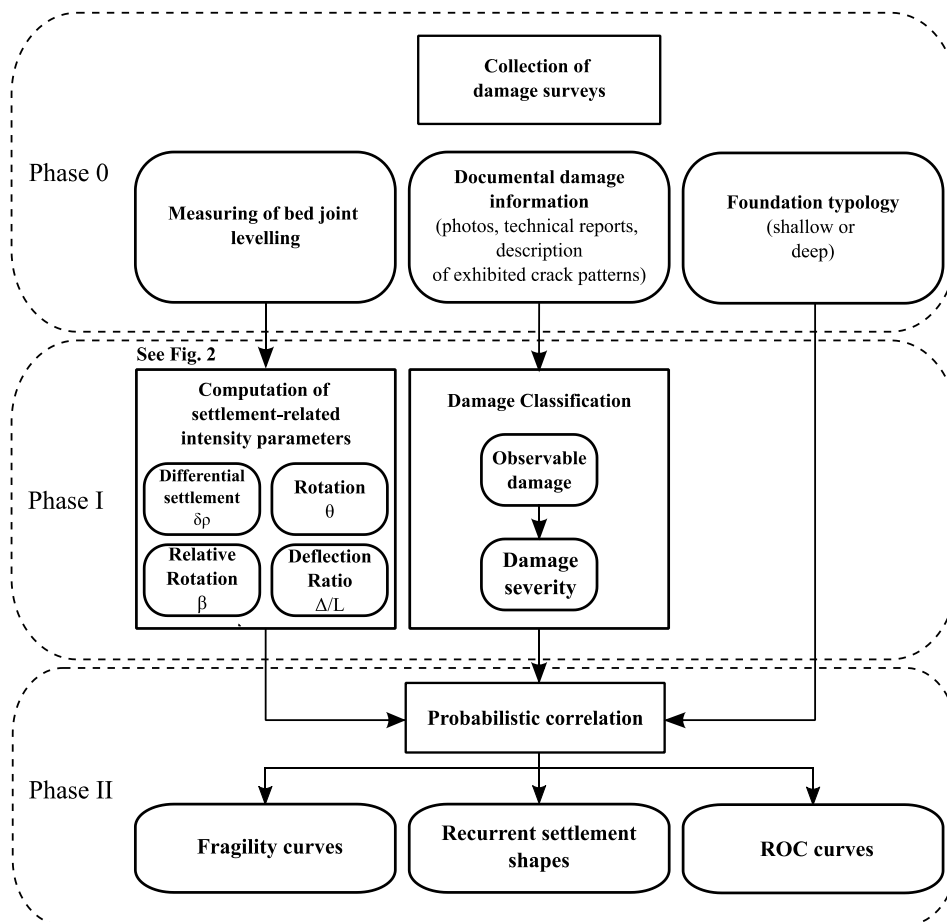 Collection of
damage surveys
Phase 0
Measuring of bed joint
levelling
Documental damage
information
(photos, technical reports,
description
of exhibited crack patterns)
Foundation typology
(shallow or
deep)
See Fig. 2
Computation of
settlement-related
intensity parameters
Differential
settlement
δρ
Rotation
θ
Relative
Rotation
β
Deflection
Ratio
Δ/L
Damage Classification
Observable
damage
Damage
severity
Phase I
Probabilistic correlation
Phase II
Fragility curves
Recurrent settlement
shapes
ROC curves